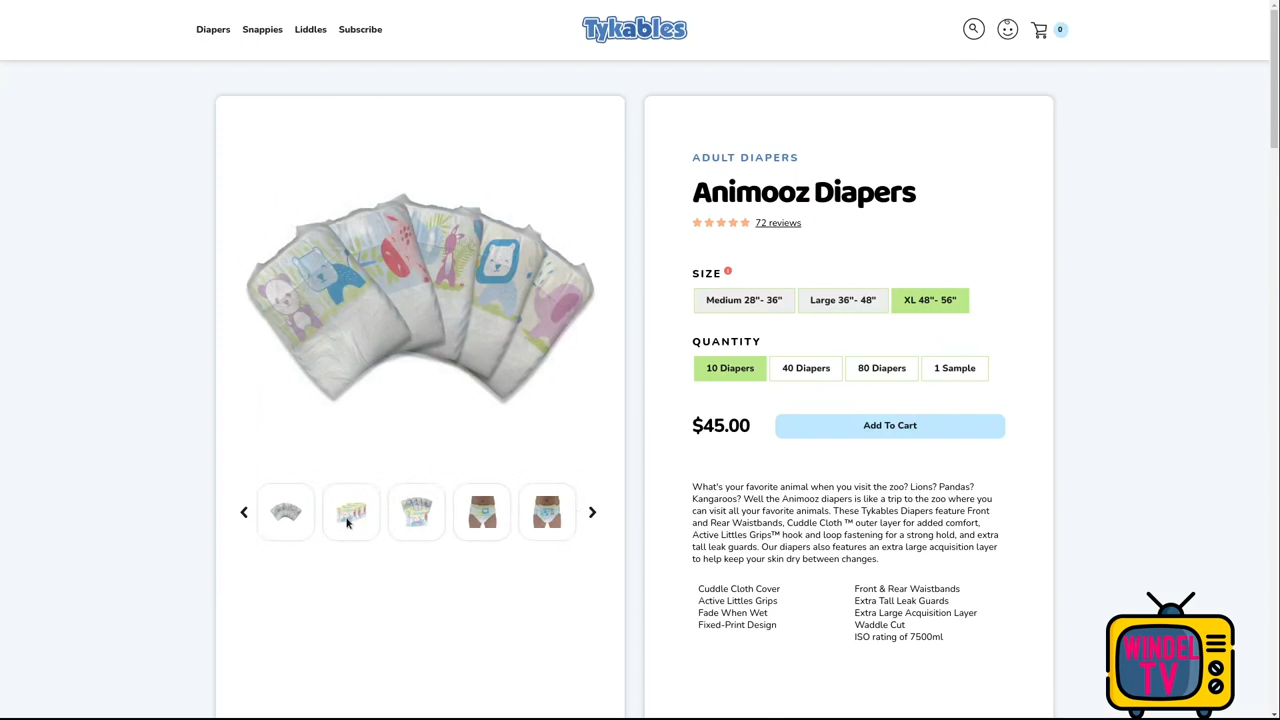 Diapers Snappies Liddles Subscribe
Tykables
0
ADULT DIAPERS
Animooz Diapers
72 reviews
SIZE
Medium 28"- 36" Large 36"- 48" XL 48"- 56"
QUANTITY
10 Diapers 40 Diapers 80 Diapers 1 Sample
$45.00 Add To Cart
What's your favorite animal when you visit the zoo? Lions? Pandas?
Kangaroos? Well the Animooz diapers is like a trip to the zoo where you
can visit all your favorite animals. These Tykables Diapers feature Front
and Rear Waistbands, Cuddle Cloth ™ outer layer for added comfort,
Active Littles Grips™ hook and loop fastening for a strong hold, and extra
tall leak guards. Our diapers also features an extra large acquisition layer
to help keep your skin dry between changes.
Cuddle Cloth Cover
Active Littles Grips
Fade When Wet
Fixed-Print Design
Front & Rear Waistbands
Extra Tall Leak Guards
Extra Large Acquisition Layer
Waddle Cut
ISO rating of 7500ml
WINDEL
TV